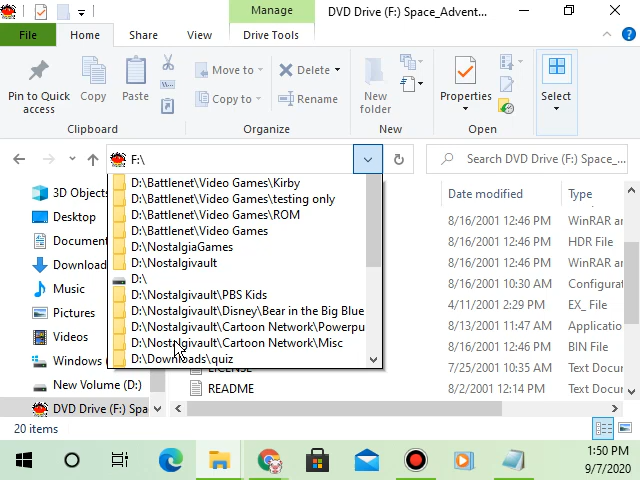 Manage
DVD Drive (F:) Space_Advent...
File
Home
Share
View
Drive Tools
Pin to Quick access
Copy
Paste
Move to
Copy to
Delete
Rename
New folder
Properties
Select
Clipboard
Organize
New
Open
F:\
Search DVD Drive (F:) Space_...
3D Objects
Desktop
Document
Download
Music
Pictures
Videos
Windows
New Volume (D:)
DVD Drive (F:) Spa
D:\Battlenet\Video Games\Kirby
D:\Battlenet\Video Games\testing only
D:\Battlenet\Video Games\ROM
D:\Battlenet\Video Games
D:\NostalgiaGames
D:\Nostalgivault
D:\
D:\Nostalgivault\PBS Kids
D:\Nostalgivault\Disney\Bear in the Big Blue
D:\Nostalgivault\Cartoon Network\Powerpu
D:\Nostalgivault\Cartoon Network\Misc
D:\Downloads\quiz
LICENSE
README
Date modified Type
8/16/2001 12:46 PM WinRAR ar
8/16/2001 12:46 PM HDR File
8/16/2001 12:46 PM WinRAR ar
8/16/2001 10:30 AM Configurat
4/11/2001 2:29 PM EX_ File
8/13/2001 11:47 AM Applicatio
8/16/2001 12:46 PM BIN File
7/25/2001 10:35 AM Text Docur
8/2/2001 12:14 PM Text Docur
20 items
1:50 PM
9/7/2020